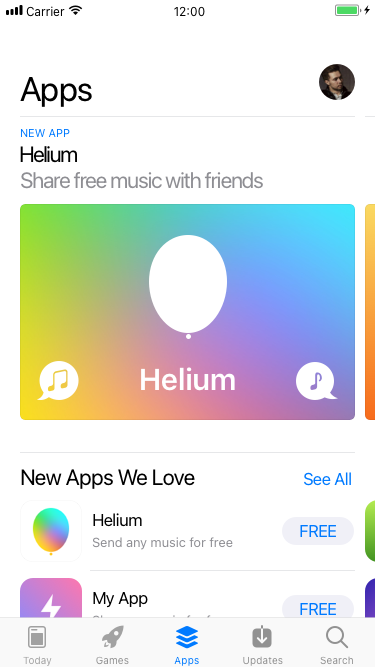 Carrier 12:00
Apps
NEW APP
Helium
Share free music with friends
Helium
New Apps We Love See All
Helium
Send any music for free
FREE
My App
FREE
Today Games Apps Updates Search